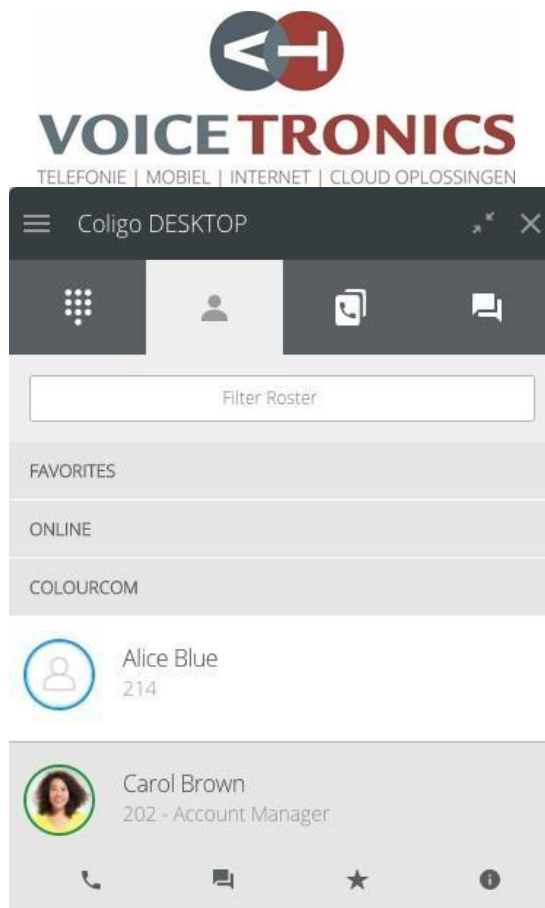 VOICETRONICS
TELEFONIE | MOBIEL | INTERNET | CLOUD OPLOSSINGEN
Coligo DESKTOP
Filter Roster
FAVORITES
ONLINE
COLOURCOM
Alice Blue
214
Carol Brown
202 - Account Manager